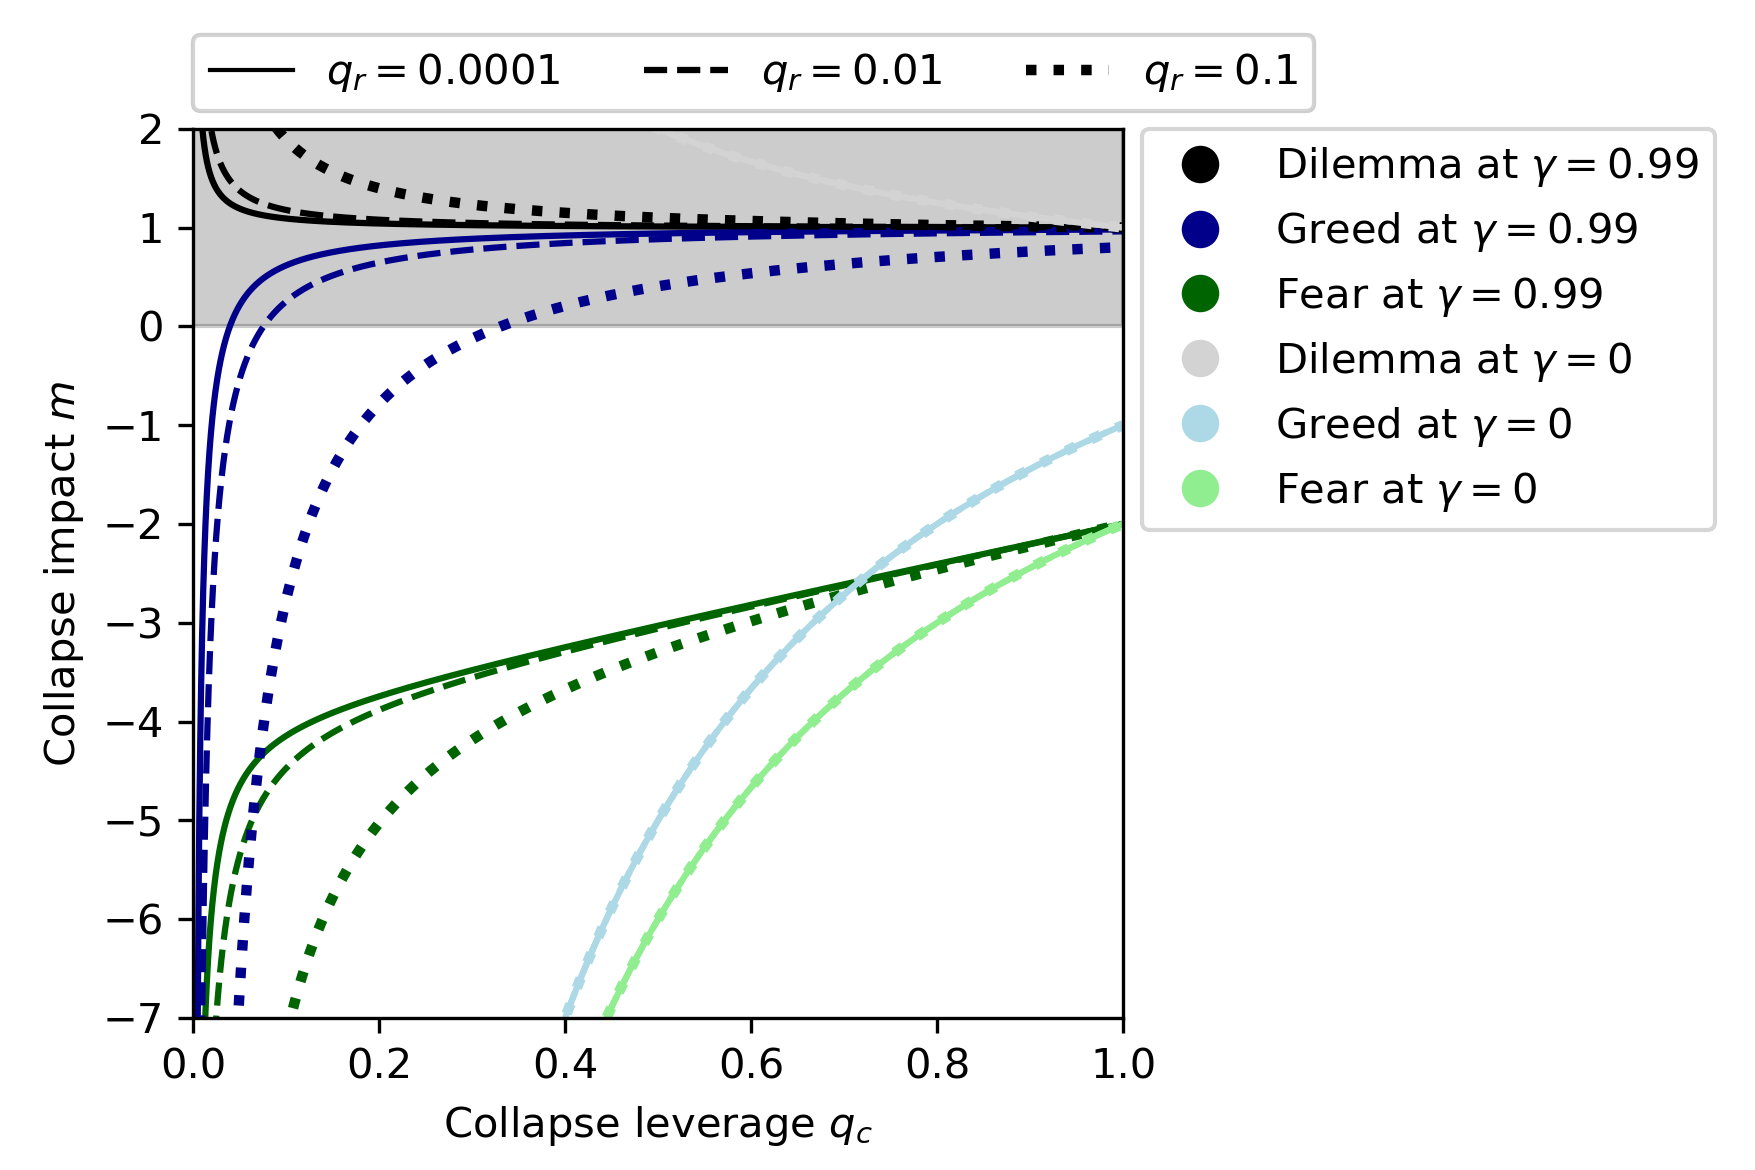 q_r = 0.0001 q_r = 0.01 q_r = 0.1
2
1
0
−1
−2
−3
−4
−5
−6
−7
Collapse impact m
0.0 0.2 0.4 0.6 0.8 1.0
Collapse leverage q_c
Dilemma at γ = 0.99
Greed at γ = 0.99
Fear at γ = 0.99
Dilemma at γ = 0
Greed at γ = 0
Fear at γ = 0